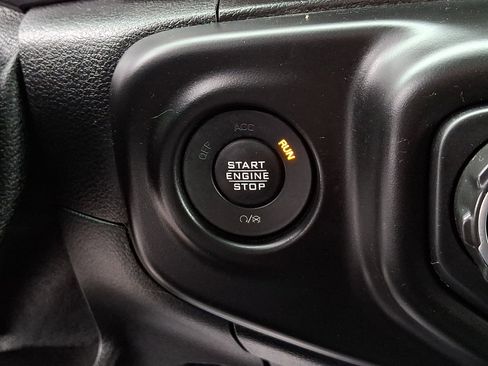 ACC
OFF
RUN
START
ENGINE
STOP